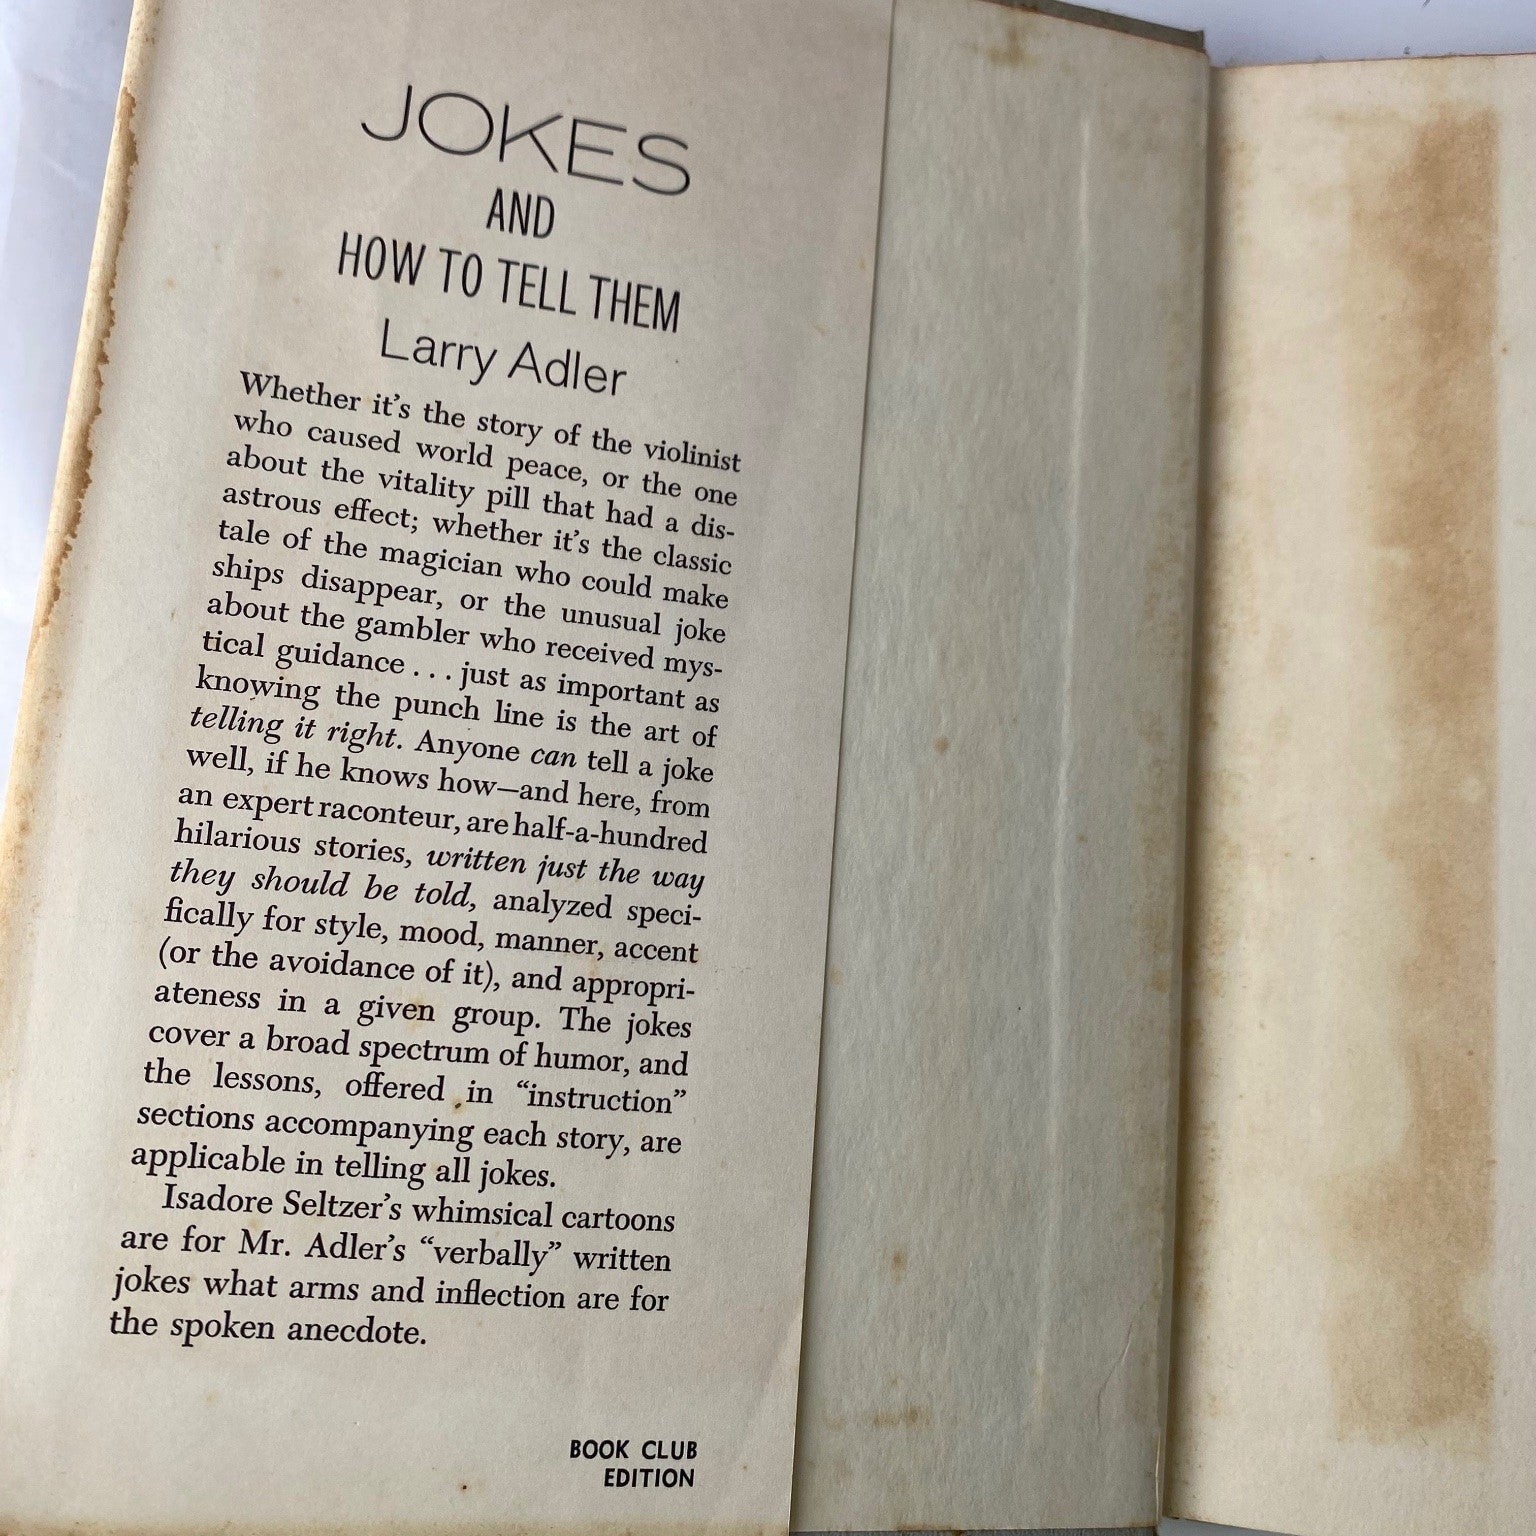 JOKES
AND
HOW TO TELL THEM
Larry Adler
Whether it's the story of the violinist
who caused world peace, or the one
about the vitality pill that had a dis-
astrous effect; whether it's the classic
tale of the magician who could make
ships disappear, or the unusual joke
about the gambler who received mys-
tical guidance . . . just as important as
knowing the punch line is the art of
telling it right. Anyone can tell a joke
well, if he knows how—and here, from
an expert raconteur, are half-a-hundred
hilarious stories, written just the way
they should be told, analyzed speci-
fically for style, mood, manner, accent
(or the avoidance of it), and appropri-
ateness in a given group. The jokes
cover a broad spectrum of humor, and
the lessons, offered in “instruction”
sections accompanying each story, are
applicable in telling all jokes.
Isadore Seltzer's whimsical cartoons
are for Mr. Adler's “verbally” written
jokes what arms and inflection are for
the spoken anecdote.
BOOK CLUB
EDITION